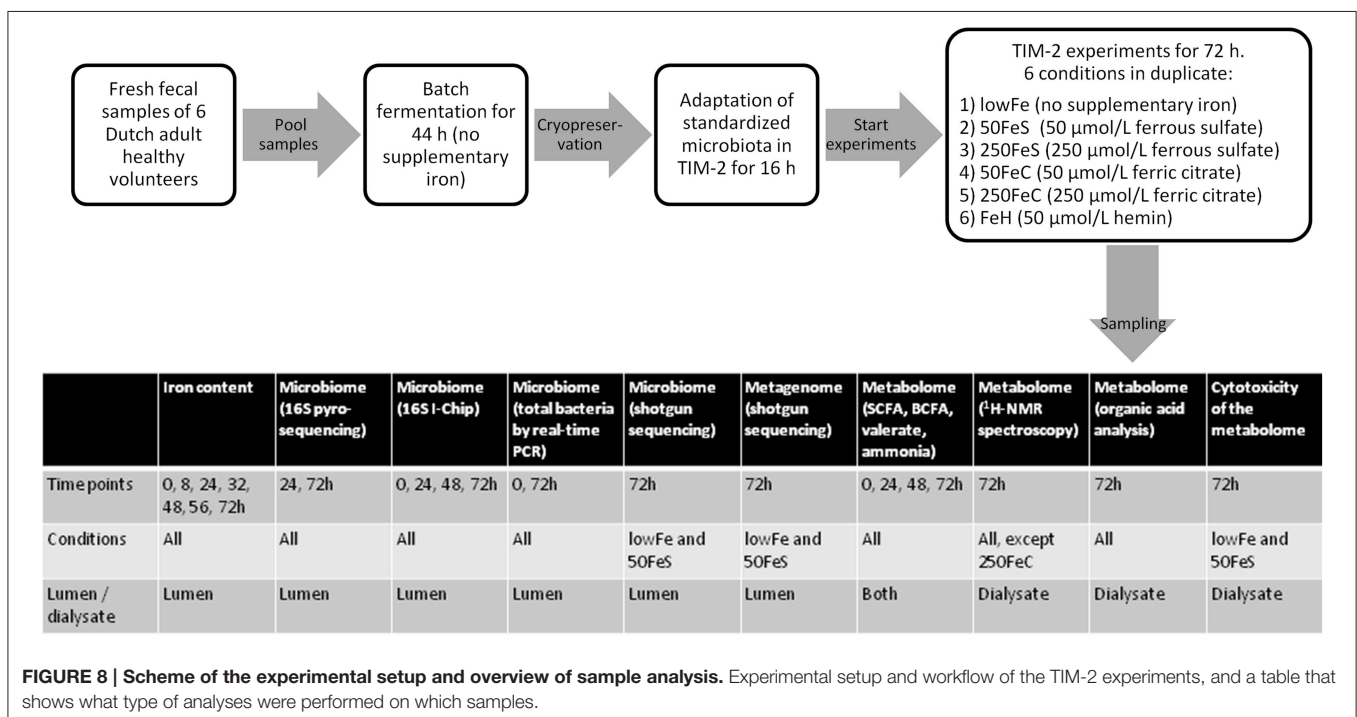 Fresh fecal
samples of 6
Dutch adult
healthy
volunteers
Pool
samples
Batch
fermentation for
44 h (no
supplementary
iron)
Cryopreser-
vation
Adaptation of
standardized
microbiota in
TIM-2 for 16 h
Start
experiments
TIM-2 experiments for 72 h.
6 conditions in duplicate:
1) lowFe (no supplementary iron)
2) 50FeS (50 µmol/L ferrous sulfate)
3) 250FeS (250 µmol/L ferrous sulfate)
4) 50FeC (50 µmol/L ferric citrate)
5) 250FeC (250 µmol/L ferric citrate)
6) FeH (50 µmol/L hemin)
Sampling
Iron content
Microbiome
(16S pyro-
sequencing)
Microbiome
(16S I-Chip)
Microbiome
(total bacteria
by real-time
PCR)
Microbiome
(shotgun
sequencing)
Metagenome
(shotgun
sequencing)
Metabolome
(SCFA, BCFA,
valerate,
ammonia)
Metabolome
(¹H-NMR
spectroscopy)
Metabolome
(organic acid
analysis)
Cytotoxicity
of the
metabolome
Time points
0, 8, 24, 32,
48, 56, 72h
24, 72h
0, 24, 48, 72h
0, 72h
72h
72h
0, 24, 48, 72h
72h
72h
72h
Conditions
All
All
All
All
lowFe and
50FeS
lowFe and
50FeS
All
All, except
250FeC
All
lowFe and
50FeS
Lumen /
dialysate
Lumen
Lumen
Lumen
Lumen
Lumen
Lumen
Both
Dialysate
Dialysate
Dialysate
FIGURE 8 | Scheme of the experimental setup and overview of sample analysis. Experimental setup and workflow of the TIM-2 experiments, and a table that
shows what type of analyses were performed on which samples.